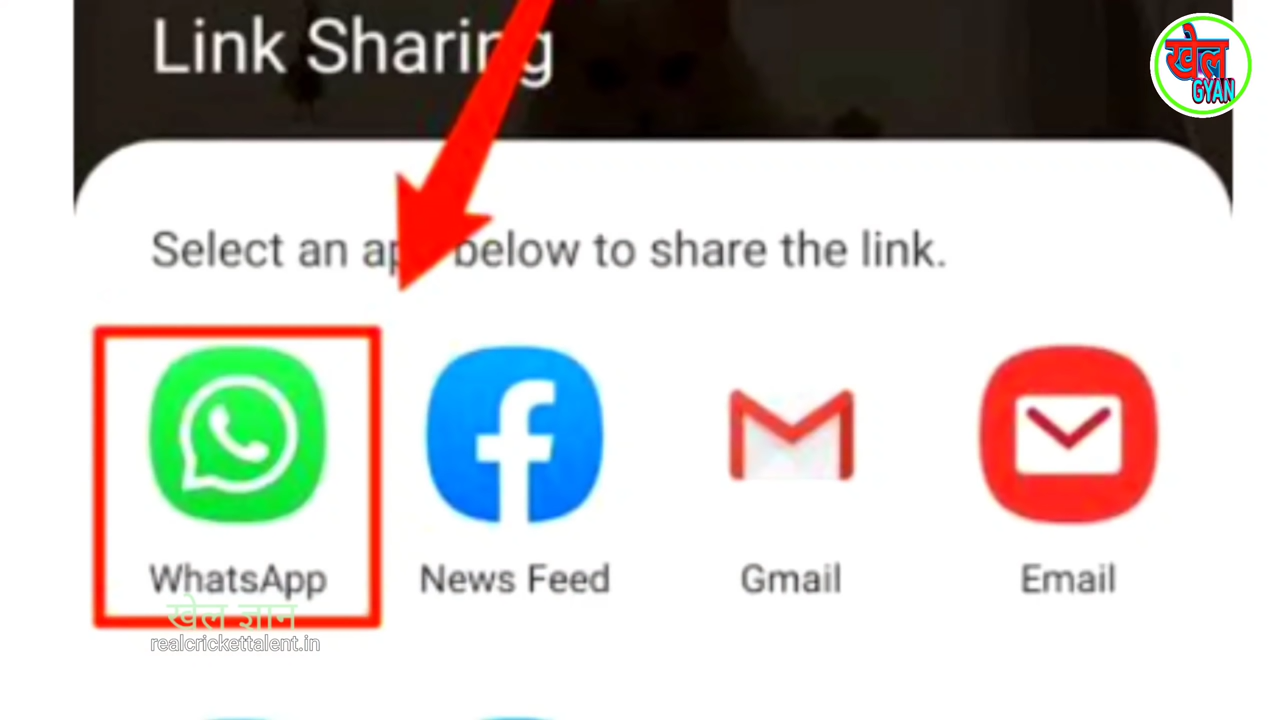 Link Sharing
खेल
GYAN
Select an app below to share the link.
WhatsApp
News Feed
Gmail
Email
खेल ज्ञान
realcrickettalent.in